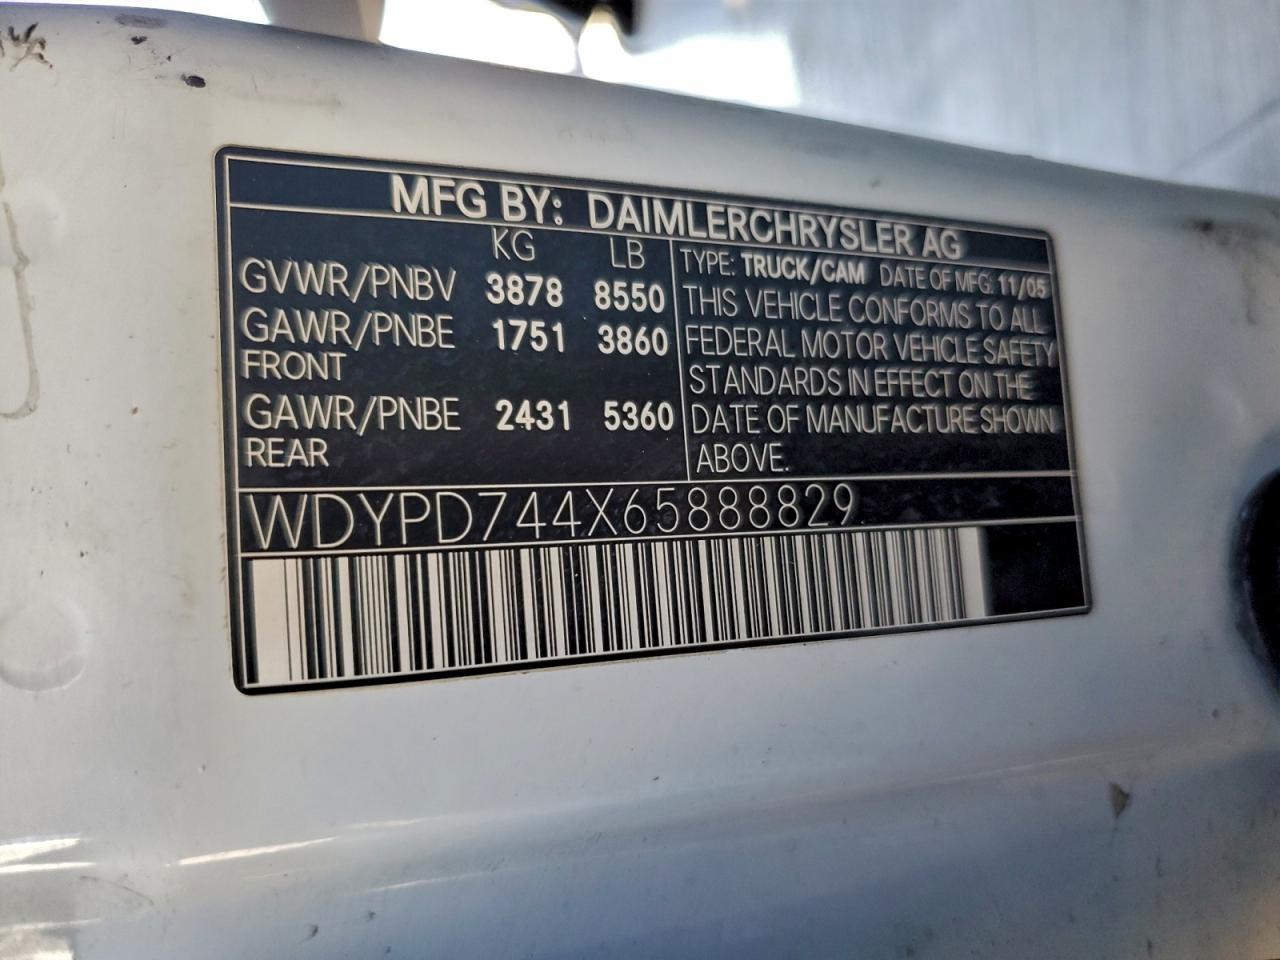 MFG BY: DAIMLERCHRYSLER AG
KG LB
GVWR/PNBV 3878 8550
GAWR/PNBE 1751 3860
FRONT
GAWR/PNBE 2431 5360
REAR
TYPE: TRUCK/CAM DATE OF MFG: 11/05
THIS VEHICLE CONFORMS TO ALL
FEDERAL MOTOR VEHICLE SAFETY
STANDARDS IN EFFECT ON THE
DATE OF MANUFACTURE SHOWN
ABOVE.
WDYPD744X65888829